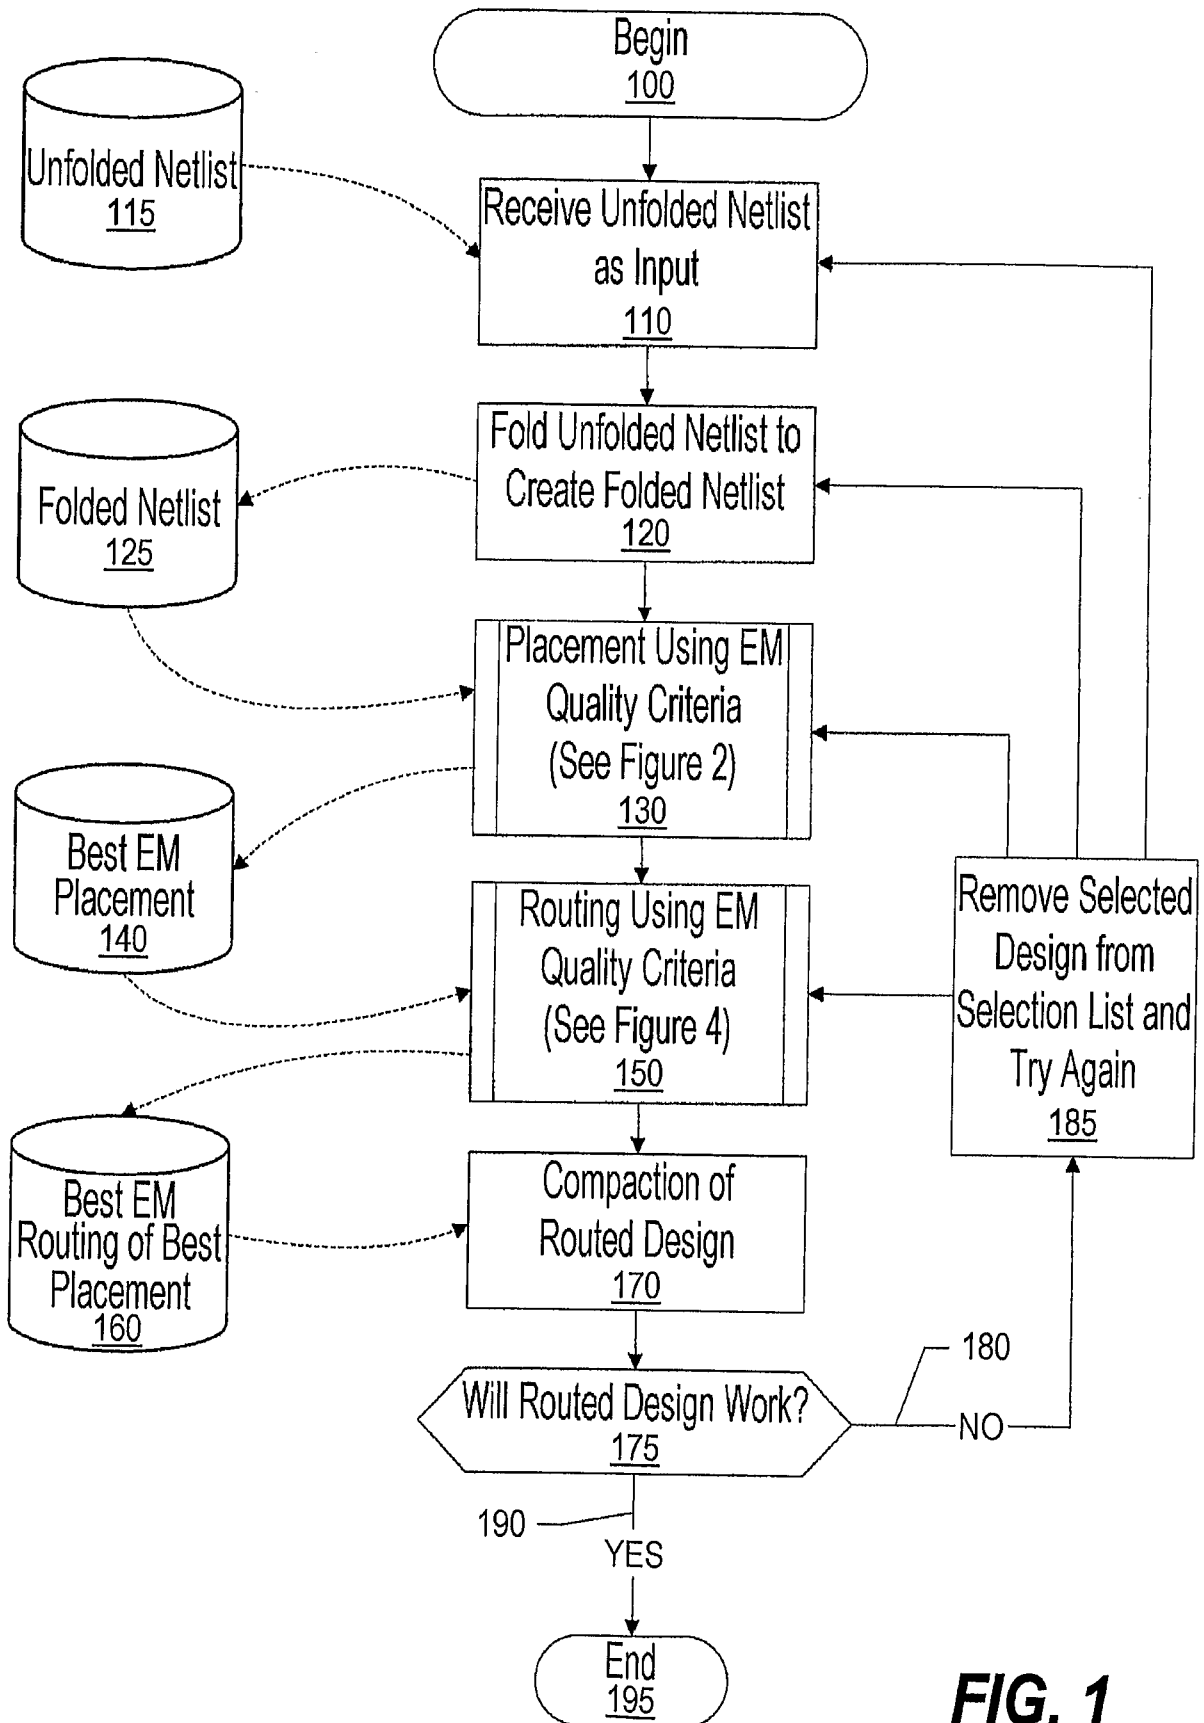 Begin
100
Unfolded Netlist
115
Receive Unfolded Netlist
as Input
110
Fold Unfolded Netlist to
Create Folded Netlist
120
Folded Netlist
125
Placement Using EM
Quality Criteria
(See Figure 2)
130
Best EM
Placement
140
Routing Using EM
Quality Criteria
(See Figure 4)
150
Remove Selected
Design from
Selection List and
Try Again
185
Best EM
Routing of Best
Placement
160
Compaction of
Routed Design
170
Will Routed Design Work?
175
180
NO
190
YES
End
195
FIG. 1